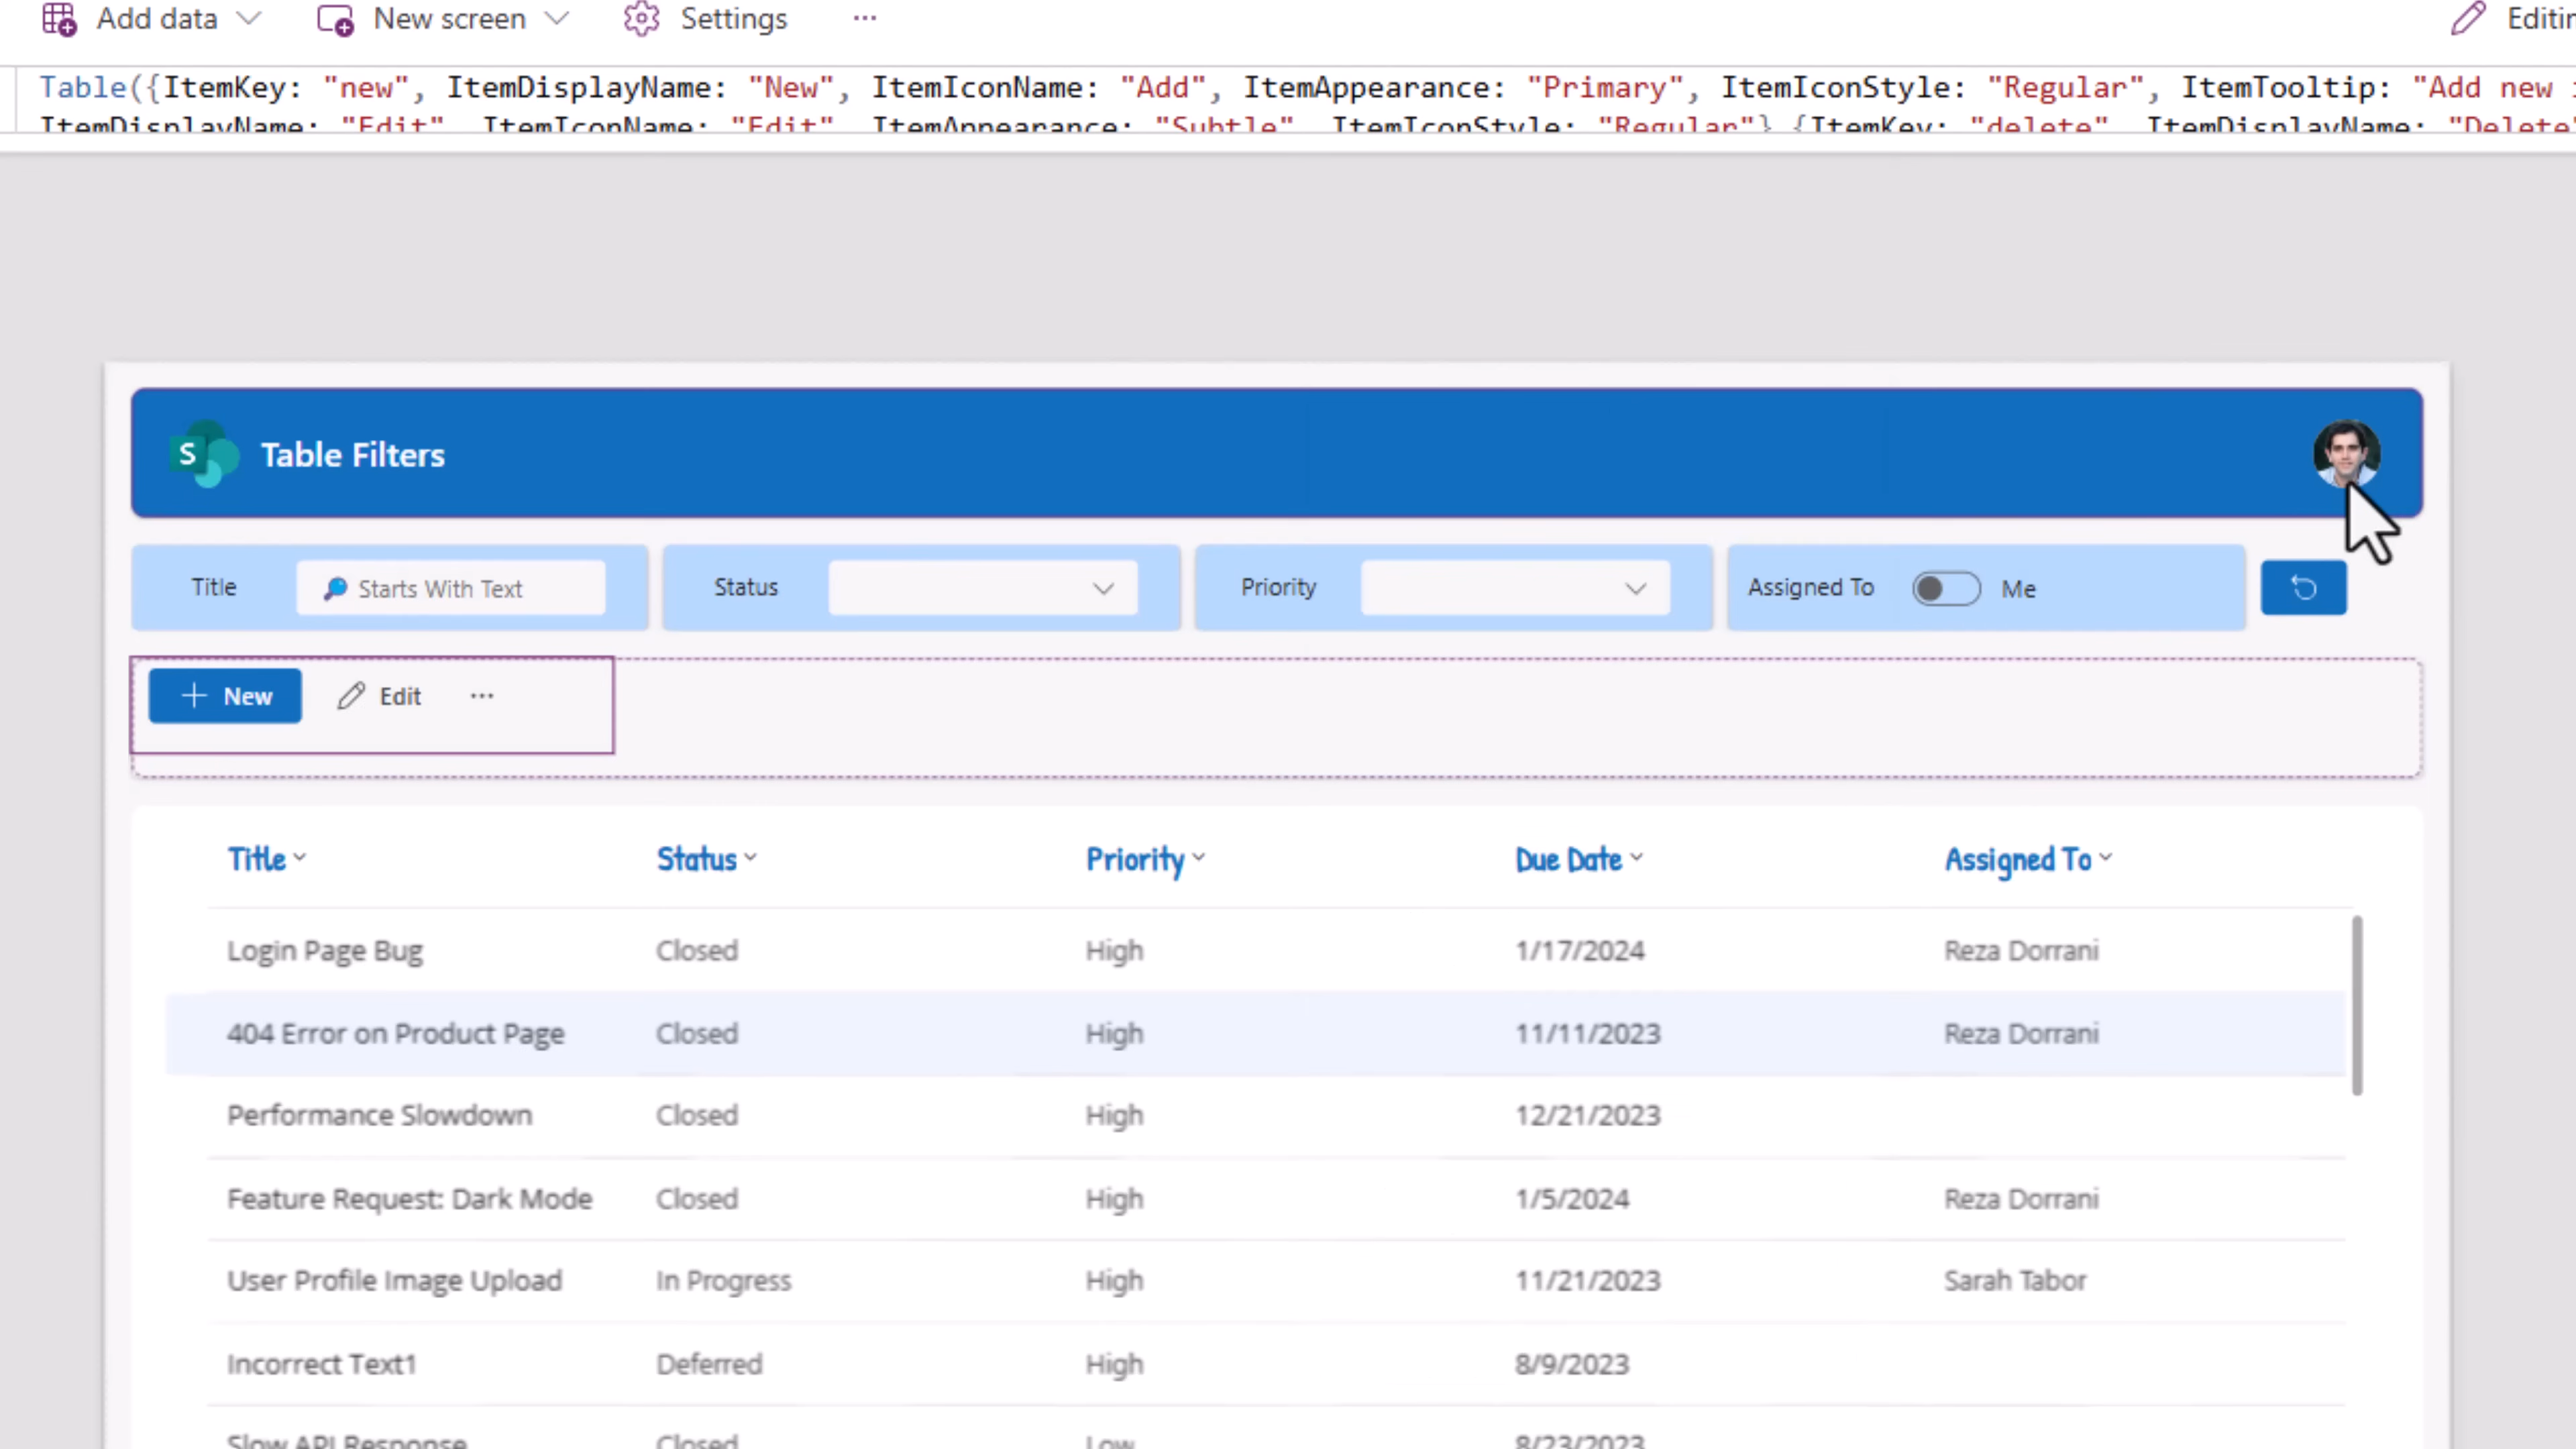 Add data New screen Settings ... Editin
Table({ItemKey: "new", ItemDisplayName: "New", ItemIconName: "Add", ItemAppearance: "Primary", ItemIconStyle: "Regular", ItemTooltip: "Add new
ItemDisplayName: "Edit", ItemIconName: "Edit", ItemAppearance: "Subtle", ItemIconStyle: "Regular"},{ItemKey: "delete", ItemDisplayName: "Delete"
S Table Filters
Title Starts With Text Status Priority Assigned To Me
New Edit ...
Title Status Priority Due Date Assigned To
Login Page Bug Closed High 1/17/2024 Reza Dorrani
404 Error on Product Page Closed High 11/11/2023 Reza Dorrani
Performance Slowdown Closed High 12/21/2023
Feature Request: Dark Mode Closed High 1/5/2024 Reza Dorrani
User Profile Image Upload In Progress High 11/21/2023 Sarah Tabor
Incorrect Text1 Deferred High 8/9/2023
Slow API Response Closed Low 8/23/2023